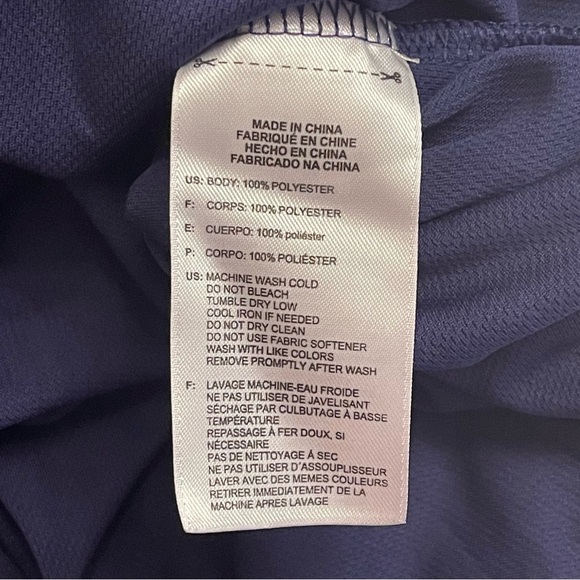 MADE IN CHINA
FABRIQUÉ EN CHINE
HECHO EN CHINA
FABRICADO NA CHINA
US: BODY: 100% POLYESTER
F: CORPS: 100% POLYESTER
E: CUERPO: 100% poliéster
P: CORPO: 100% POLIÉSTER
US: MACHINE WASH COLD
DO NOT BLEACH
TUMBLE DRY LOW
COOL IRON IF NEEDED
DO NOT DRY CLEAN
DO NOT USE FABRIC SOFTENER
WASH WITH LIKE COLORS
REMOVE PROMPTLY AFTER WASH
F: LAVAGE MACHINE-EAU FROIDE
NE PAS UTILISER DE JAVELISANT
SÉCHAGE PAR CULBUTAGE À BASSE
TEMPÉRATURE
REPASSAGE À FER DOUX, SI
NÉCESSAIRE
PAS DE NETTOYAGE À SEC
NE PAS UTILISER D'ASSOUPLISSEUR
LAVER AVEC DES MEMES COULEURS
RETIRER IMMEDIATEMENT DE LA
MACHINE APRES LAVAGE